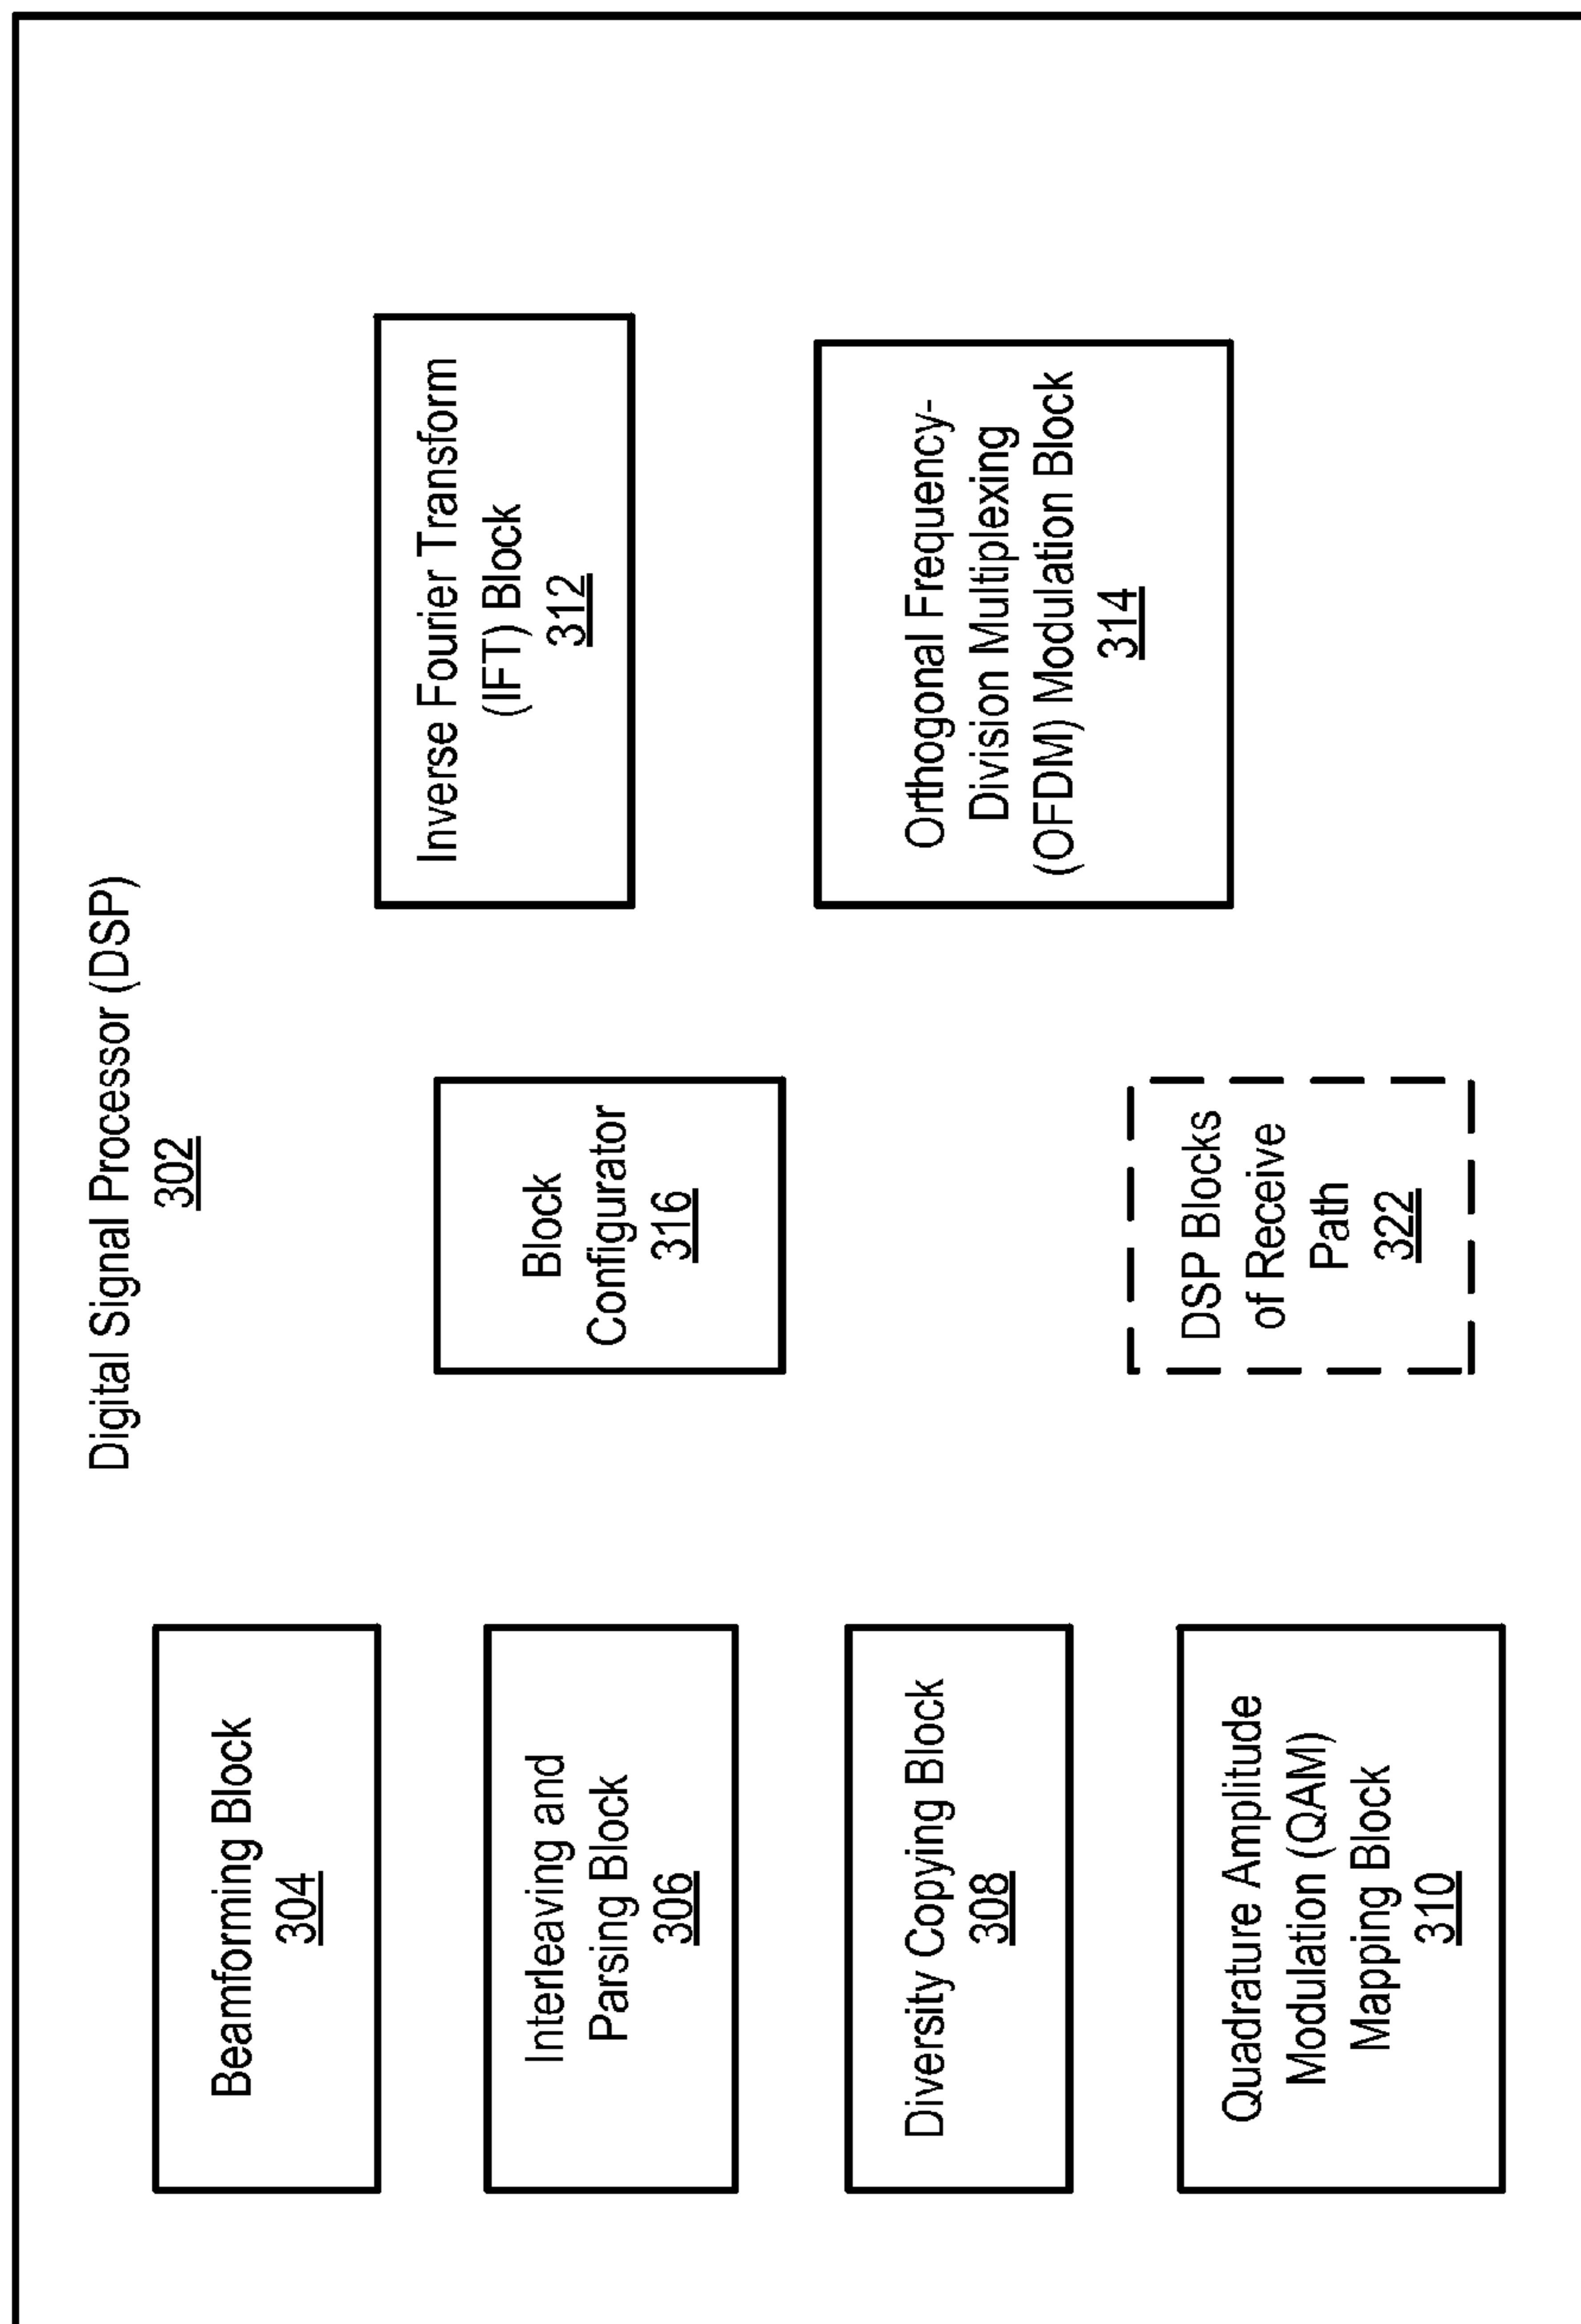 Digital Signal Processor (DSP)
302
Beamforming Block
304
Interleaving and
Parsing Block
306
Diversity Copying Block
308
Quadrature Amplitude
Modulation (QAM)
Mapping Block
310
Block
Configurator
316
DSP Blocks
of Receive
Path
322
Inverse Fourier Transform
(IFT) Block
312
Orthogonal Frequency-
Division Multiplexing
(OFDM) Modulation Block
314